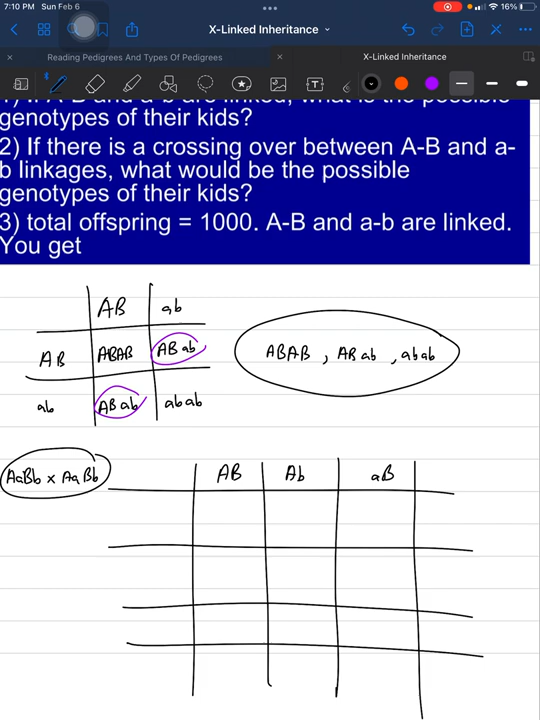 7:10 PM Sun Feb 6
16%
X-Linked Inheritance
Reading Pedigrees And Types Of Pedigrees
X-Linked Inheritance
genotypes of their kids?
2) If there is a crossing over between A-B and a-
b linkages, what would be the possible
genotypes of their kids?
3) total offspring = 1000. A-B and a-b are linked.
You get
AB ab
AB ABAB ABab
ab ABab abab
ABAB , ABab , abab
AaBb x AaBb
AB Ab aB